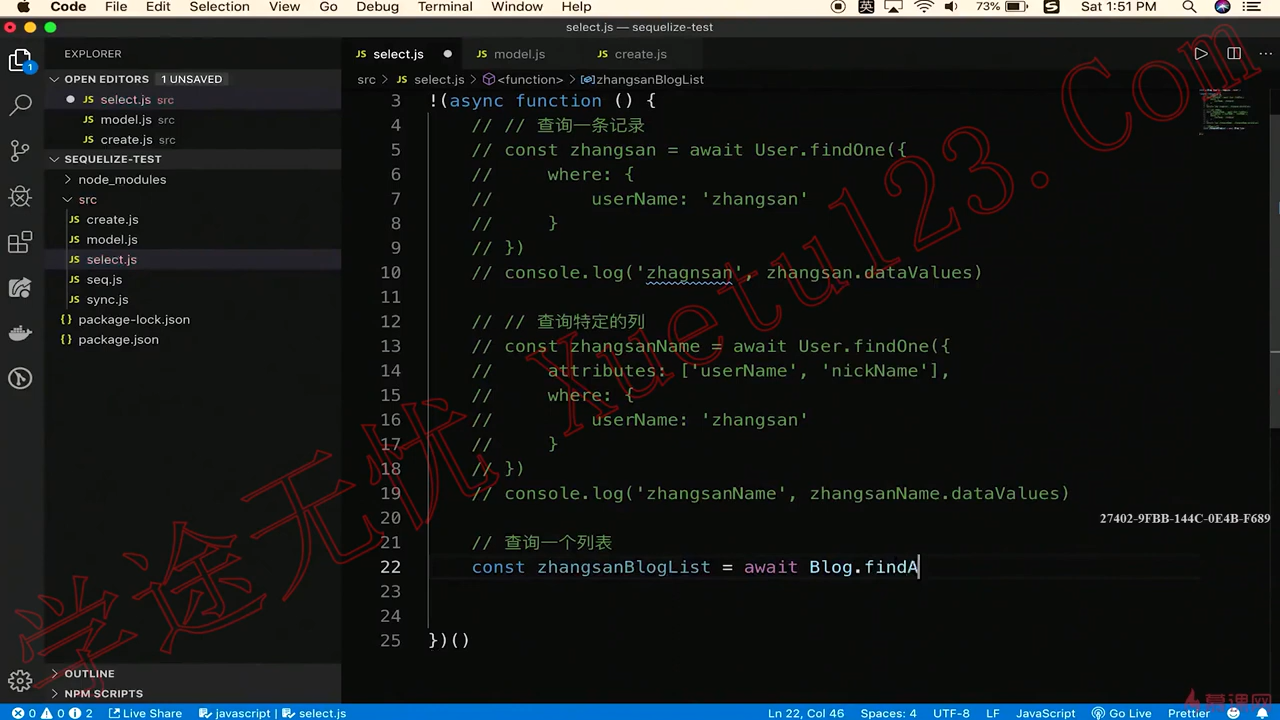 Code File Edit Selection View Go Debug Terminal Window Help 英 73% S Sat 1:51 PM
select.js — sequelize-test
EXPLORER
OPEN EDITORS 1 UNSAVED
select.js src
model.js src
create.js src
SEQUELIZE-TEST
node_modules
src
create.js
model.js
select.js
seq.js
sync.js
{} package-lock.json
{} package.json
OUTLINE
NPM SCRIPTS
1
JS select.js JS model.js JS create.js
src > JS select.js > <function> > zhangsanBlogList
3 !(async function () {
4 // // 查询一条记录
5 // const zhangsan = await User.findOne({
6 // where: {
7 // userName: 'zhangsan'
8 // }
9 // })
10 // console.log('zhagnsan', zhangsan.dataValues)
11
12 // // 查询特定的列
13 // const zhangsanName = await User.findOne({
14 // attributes: ['userName', 'nickName'],
15 // where: {
16 // userName: 'zhangsan'
17 // }
18 // })
19 // console.log('zhangsanName', zhangsanName.dataValues)
20
21 // 查询一个列表
22 const zhangsanBlogList = await Blog.findA
23
24
25 })()
学途无忧 Xuetu123.Com
27402-9FBB-144C-0E4B-F689
慕课网
0 0 2 Live Share javascript | select.js Ln 22, Col 46 Spaces: 4 UTF-8 LF JavaScript Go Live Prettier